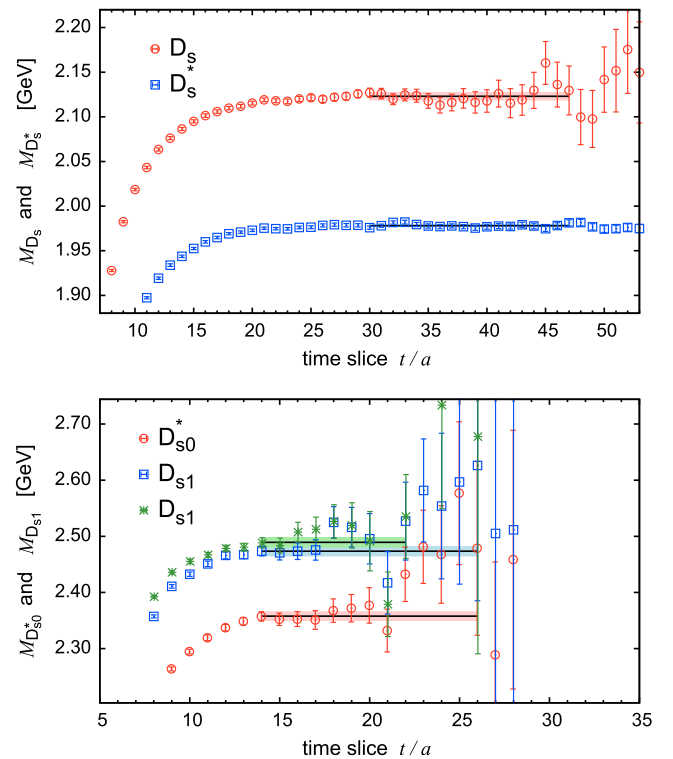 2.20
2.15
2.10
2.05
2.00
1.95
1.90
M_{D_s} and M_{D_s^*} [GeV]
D_s
D_s^*
10 15 20 25 30 35 40 45 50
time slice t / a
2.70
2.60
2.50
2.40
2.30
M_{D_{s0}^*} and M_{D_{s1}} [GeV]
D_{s0}^*
D_{s1}
D_{s1}
5 10 15 20 25 30 35
time slice t / a